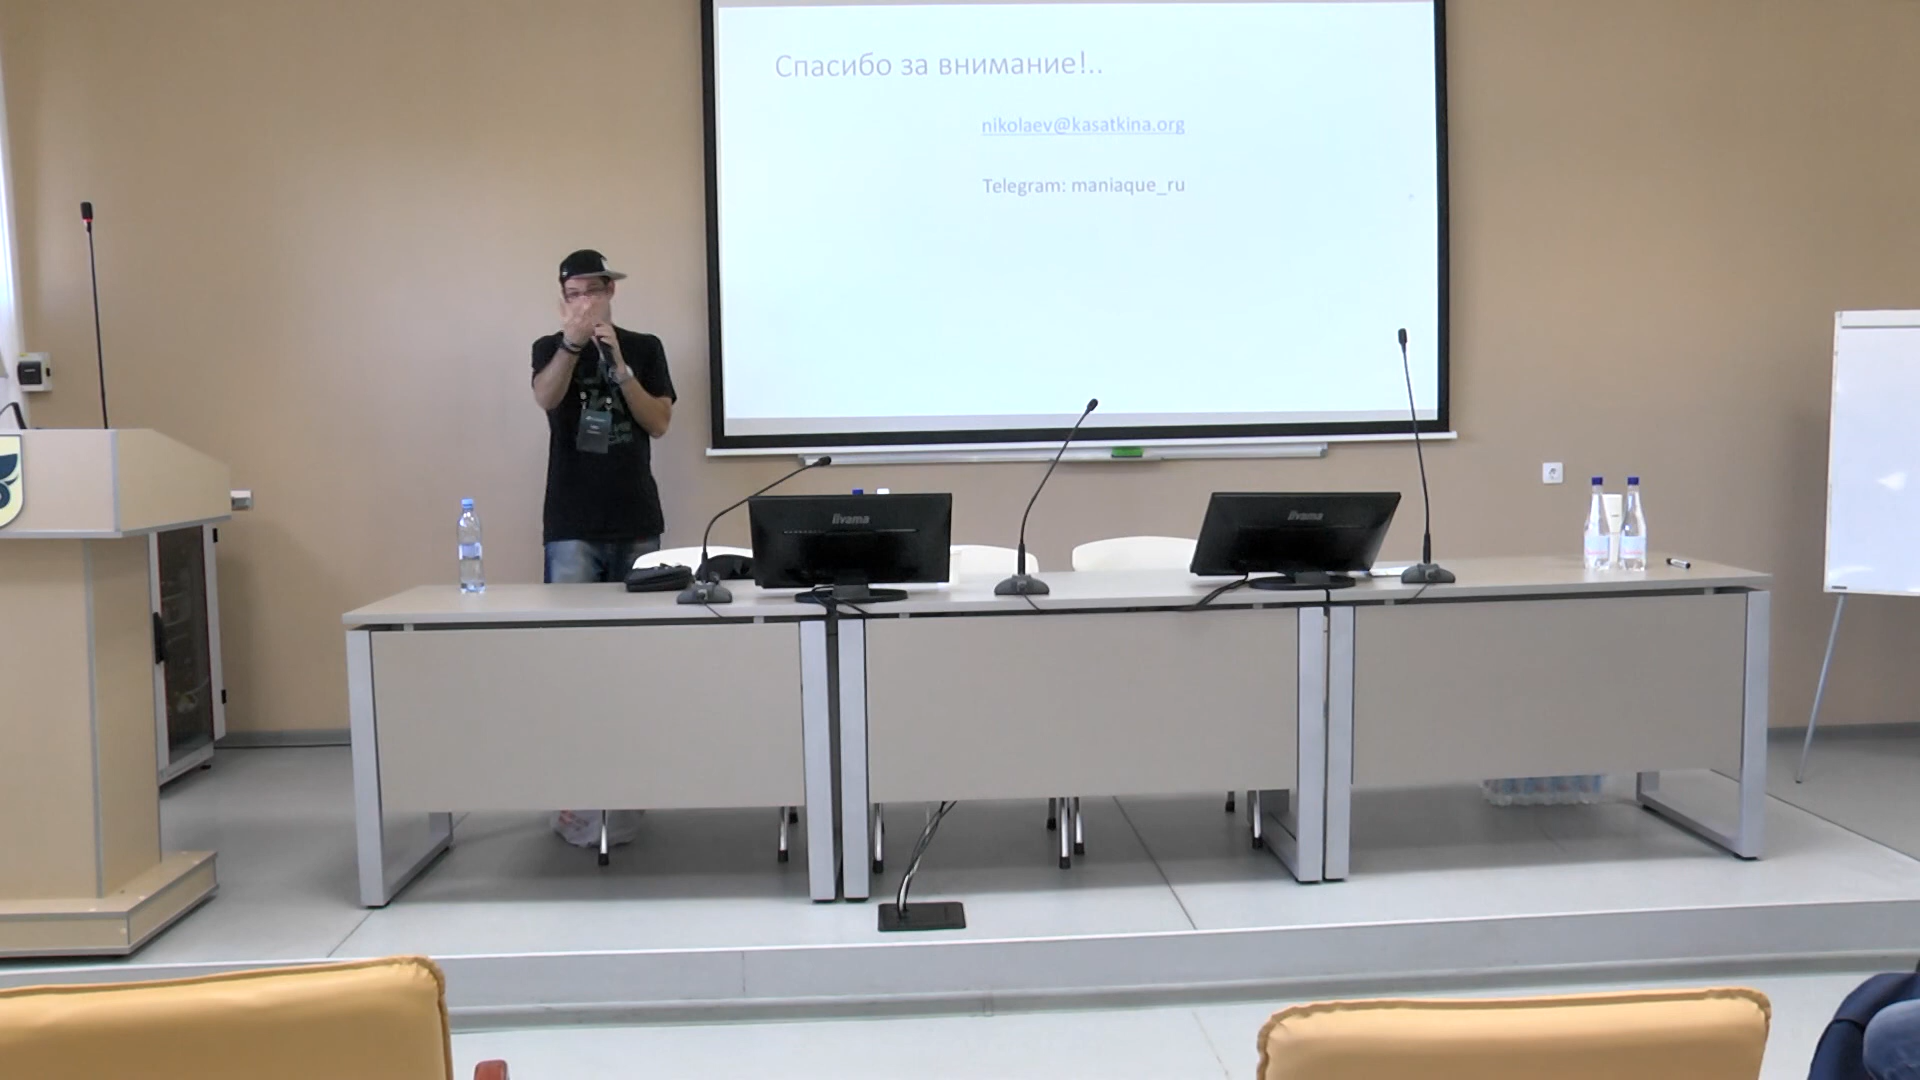 Спасибо за внимание!..
nikolaev@kasatkina.org
Telegram: maniaque_ru
iiyama
iiyama